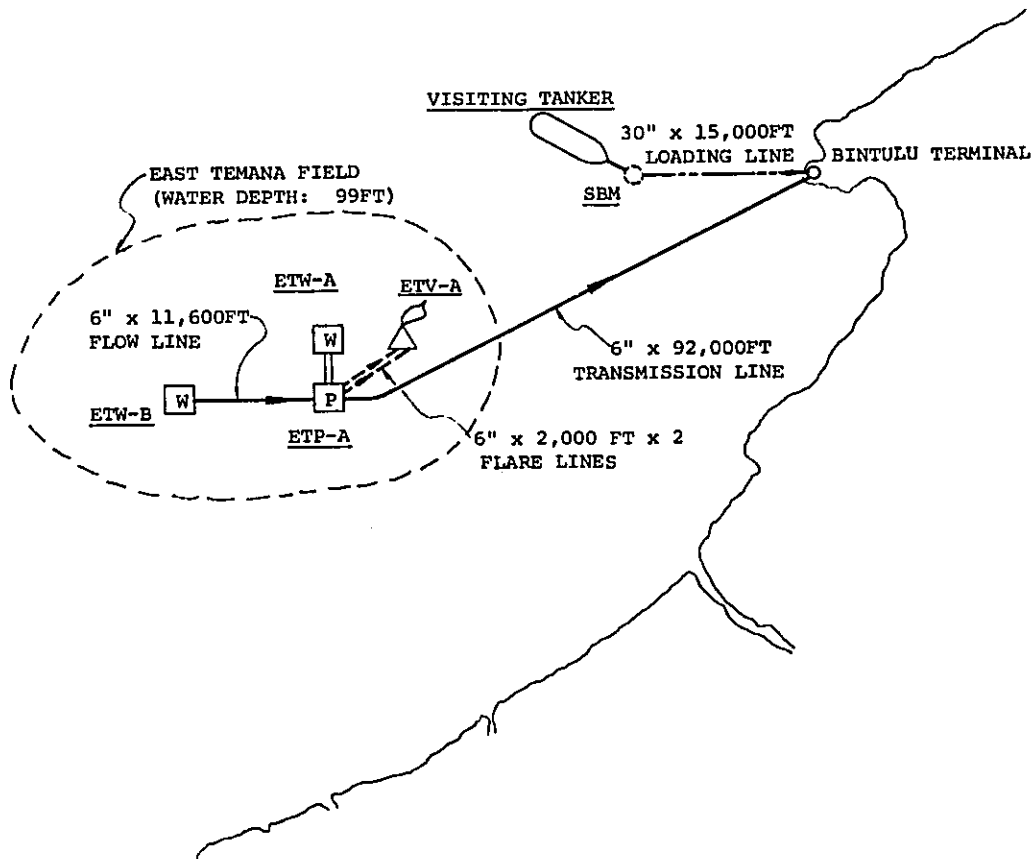 VISITING TANKER
30" x 15,000FT
LOADING LINE
BINTULU TERMINAL
SBM
EAST TEMANA FIELD
(WATER DEPTH: 99FT)
ETW-A
ETV-A
6" x 11,600FT
FLOW LINE
W
W
P
ETW-B
ETP-A
6" x 92,000FT
TRANSMISSION LINE
6" x 2,000 FT x 2
FLARE LINES